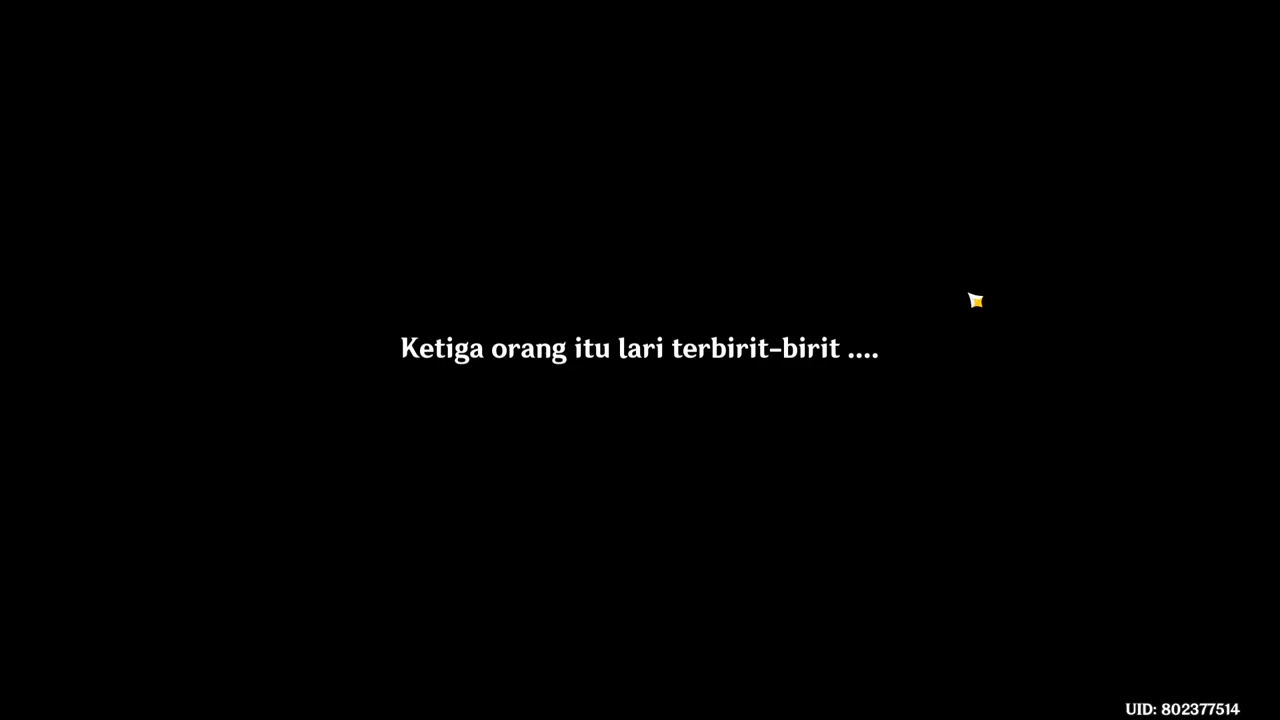 Ketiga orang itu lari terbirit-birit ....
UID: 802377514